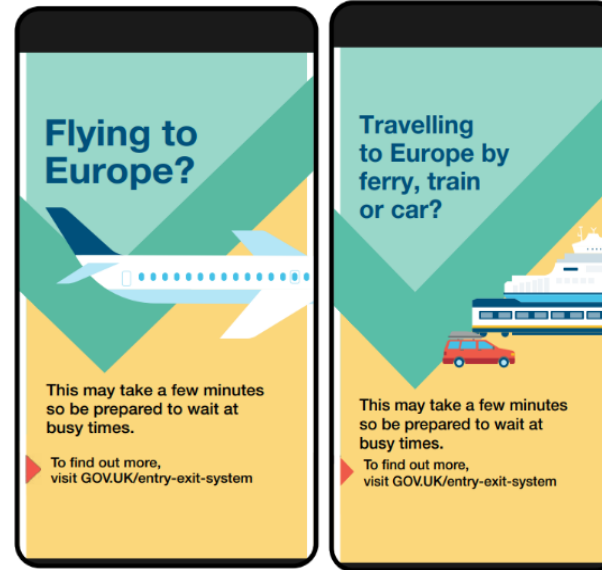 Flying to
Europe?
This may take a few minutes
so be prepared to wait at
busy times.
To find out more,
visit GOV.UK/entry-exit-system
Travelling
to Europe by
ferry, train
or car?
This may take a few minutes
so be prepared to wait at
busy times.
To find out more,
visit GOV.UK/entry-exit-system